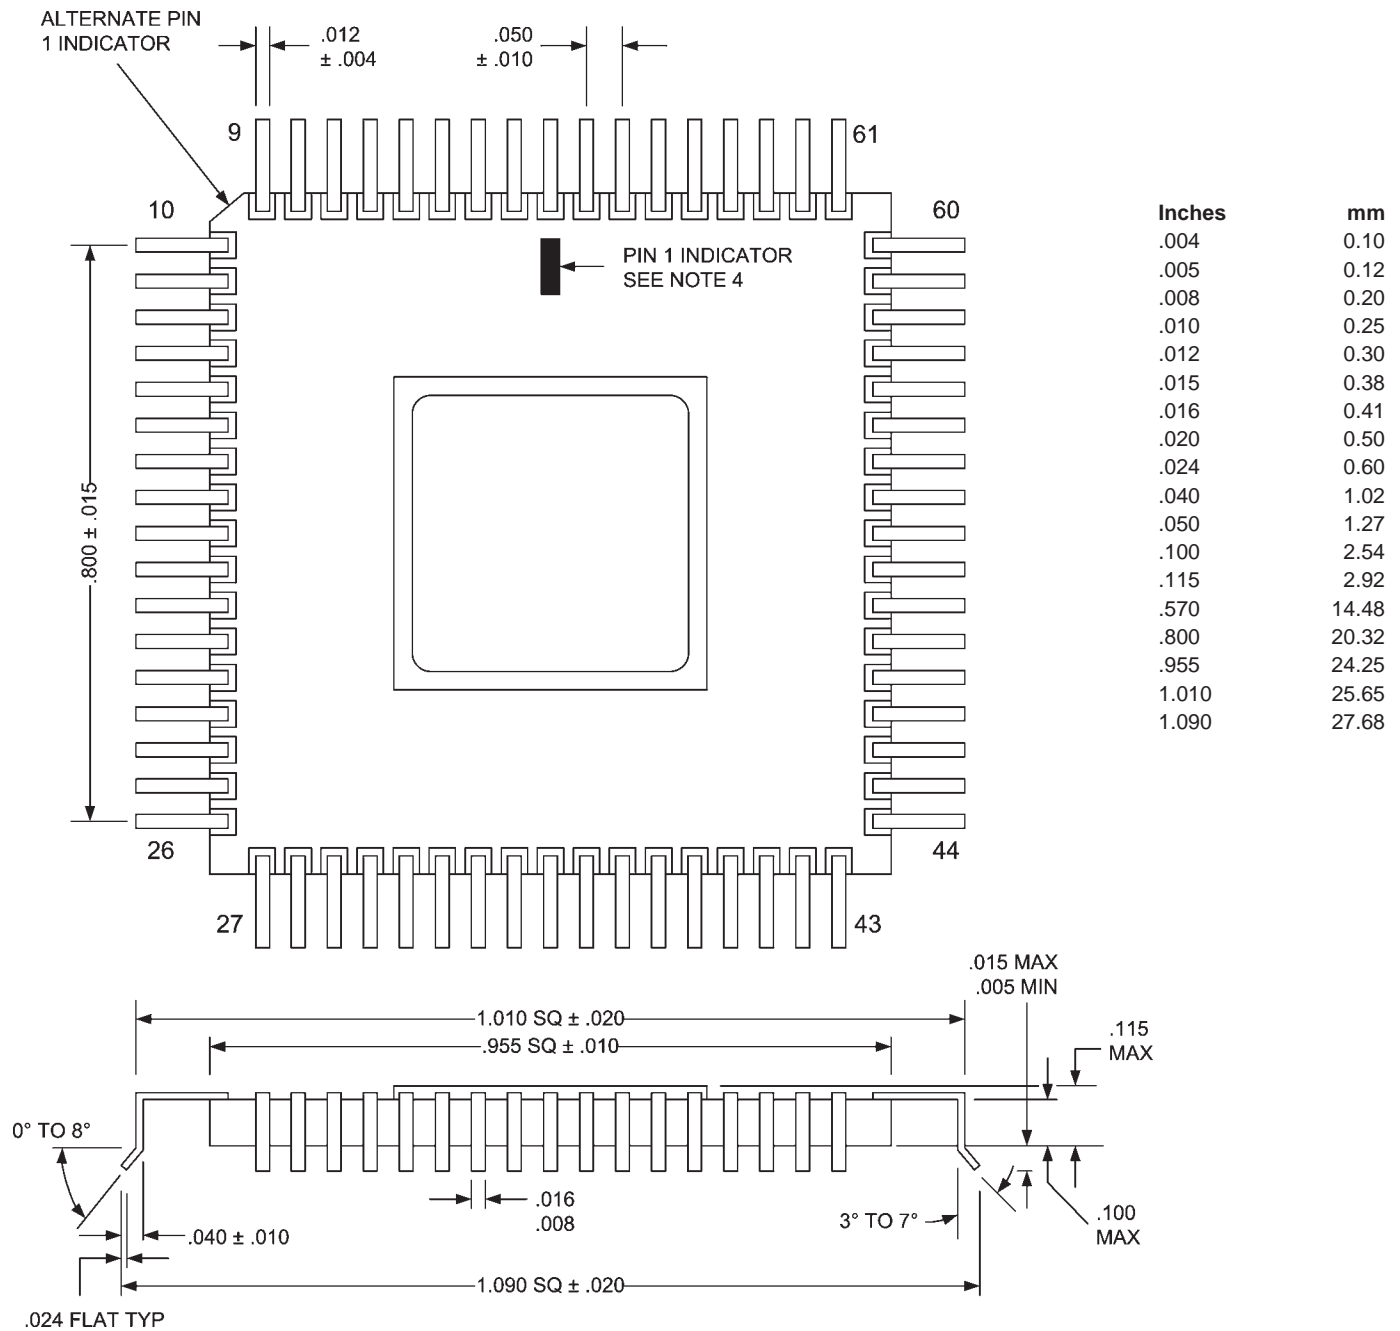 ALTERNATE PIN
1 INDICATOR
.012
± .004
.050
± .010
9
61
10
60
PIN 1 INDICATOR
SEE NOTE 4
.800 ± .015
26
44
27
43
.015 MAX
.005 MIN
1.010 SQ ± .020
.955 SQ ± .010
.115
MAX
0° TO 8°
.016
.008
3° TO 7°
.100
MAX
.040 ± .010
1.090 SQ ± .020
.024 FLAT TYP
Inches mm
.004 0.10
.005 0.12
.008 0.20
.010 0.25
.012 0.30
.015 0.38
.016 0.41
.020 0.50
.024 0.60
.040 1.02
.050 1.27
.100 2.54
.115 2.92
.570 14.48
.800 20.32
.955 24.25
1.010 25.65
1.090 27.68